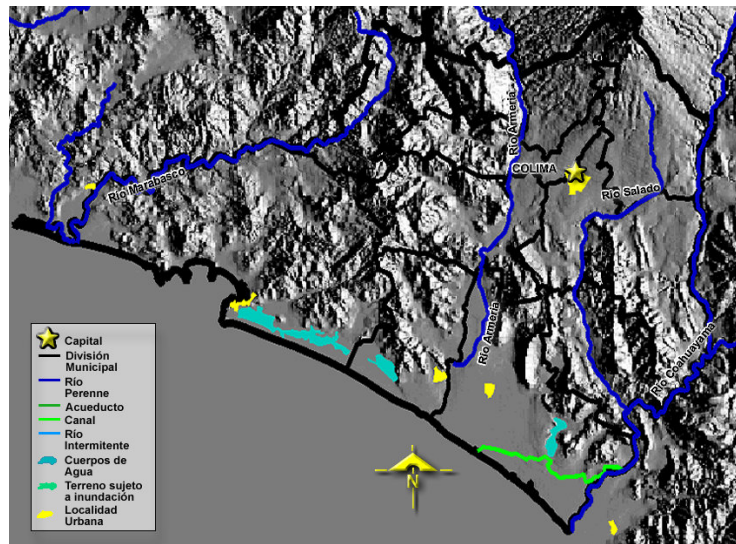 Río Armería
COLIMA
Río Marabasco
Río Salado
Río Armería
Río Coahuayama
Capital
División
Municipal
Río
Perenne
Acueducto
Canal
Río
Intermitente
Cuerpos de
Agua
Terreno sujeto
a inundación
Localidad
Urbana
N